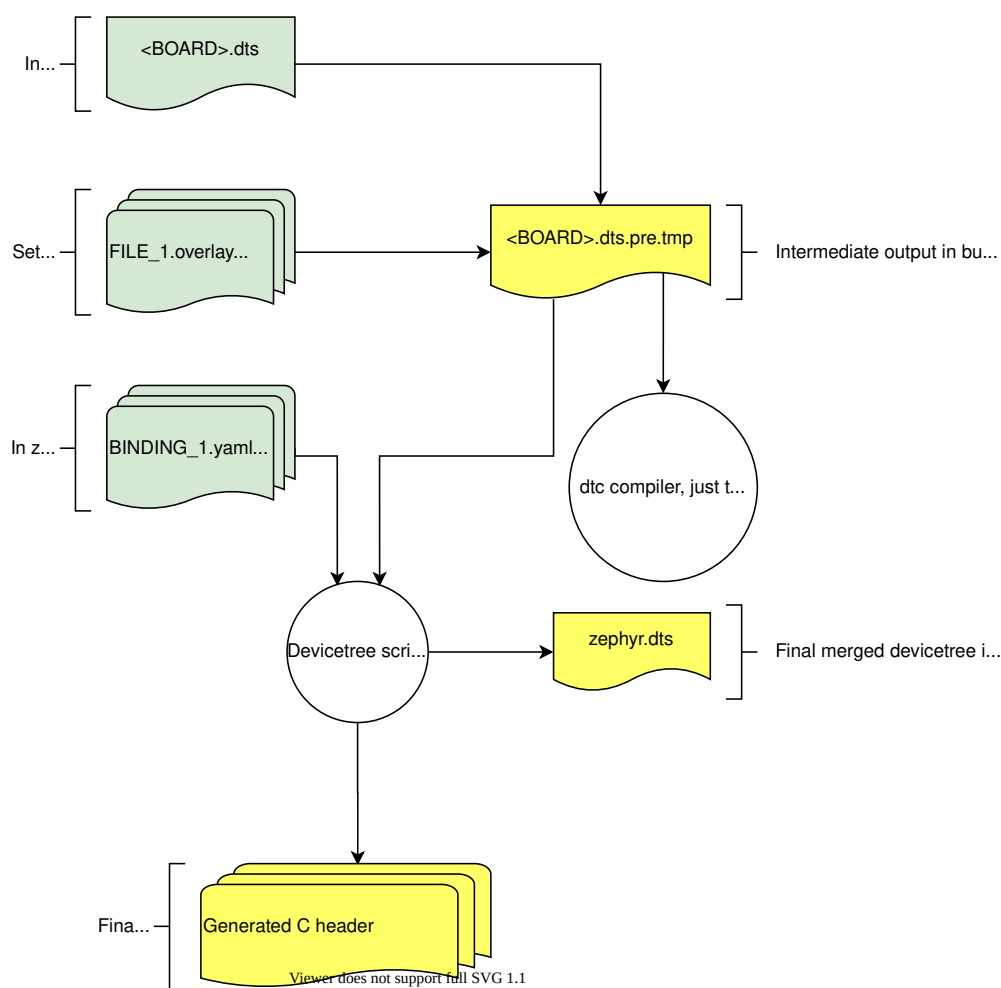 <BOARD>.dts
In...
Set...
FILE_1.overlay...
<BOARD>.dts.pre.tmp
Intermediate output in bu...
In z...
BINDING_1.yaml...
dtc compiler, just t...
Devicetree scri...
zephyr.dts
Final merged devicetree i...
Fina...
Generated C header
Viewer does not support full SVG 1.1